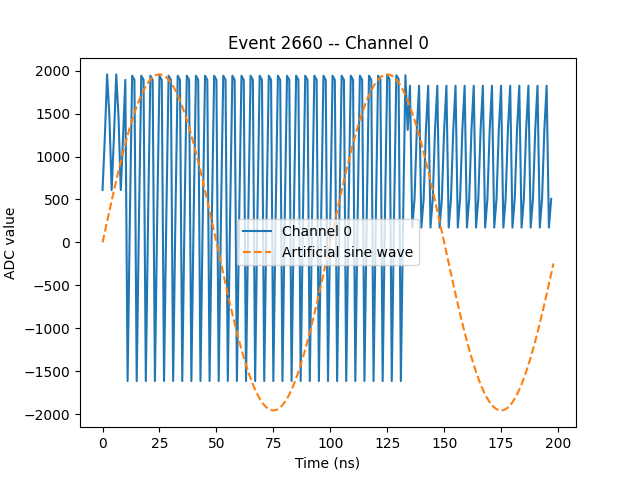 Event 2660 -- Channel 0
2000
1500
1000
500
0
−500
−1000
−1500
−2000
ADC value
Channel 0
Artificial sine wave
0 25 50 75 100 125 150 175 200
Time (ns)